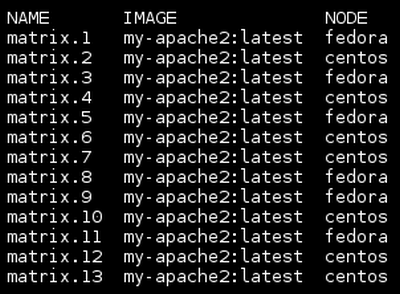 NAME IMAGE NODE
matrix.1 my-apache2:latest fedora
matrix.2 my-apache2:latest centos
matrix.3 my-apache2:latest fedora
matrix.4 my-apache2:latest centos
matrix.5 my-apache2:latest fedora
matrix.6 my-apache2:latest centos
matrix.7 my-apache2:latest centos
matrix.8 my-apache2:latest fedora
matrix.9 my-apache2:latest fedora
matrix.10 my-apache2:latest centos
matrix.11 my-apache2:latest fedora
matrix.12 my-apache2:latest centos
matrix.13 my-apache2:latest centos